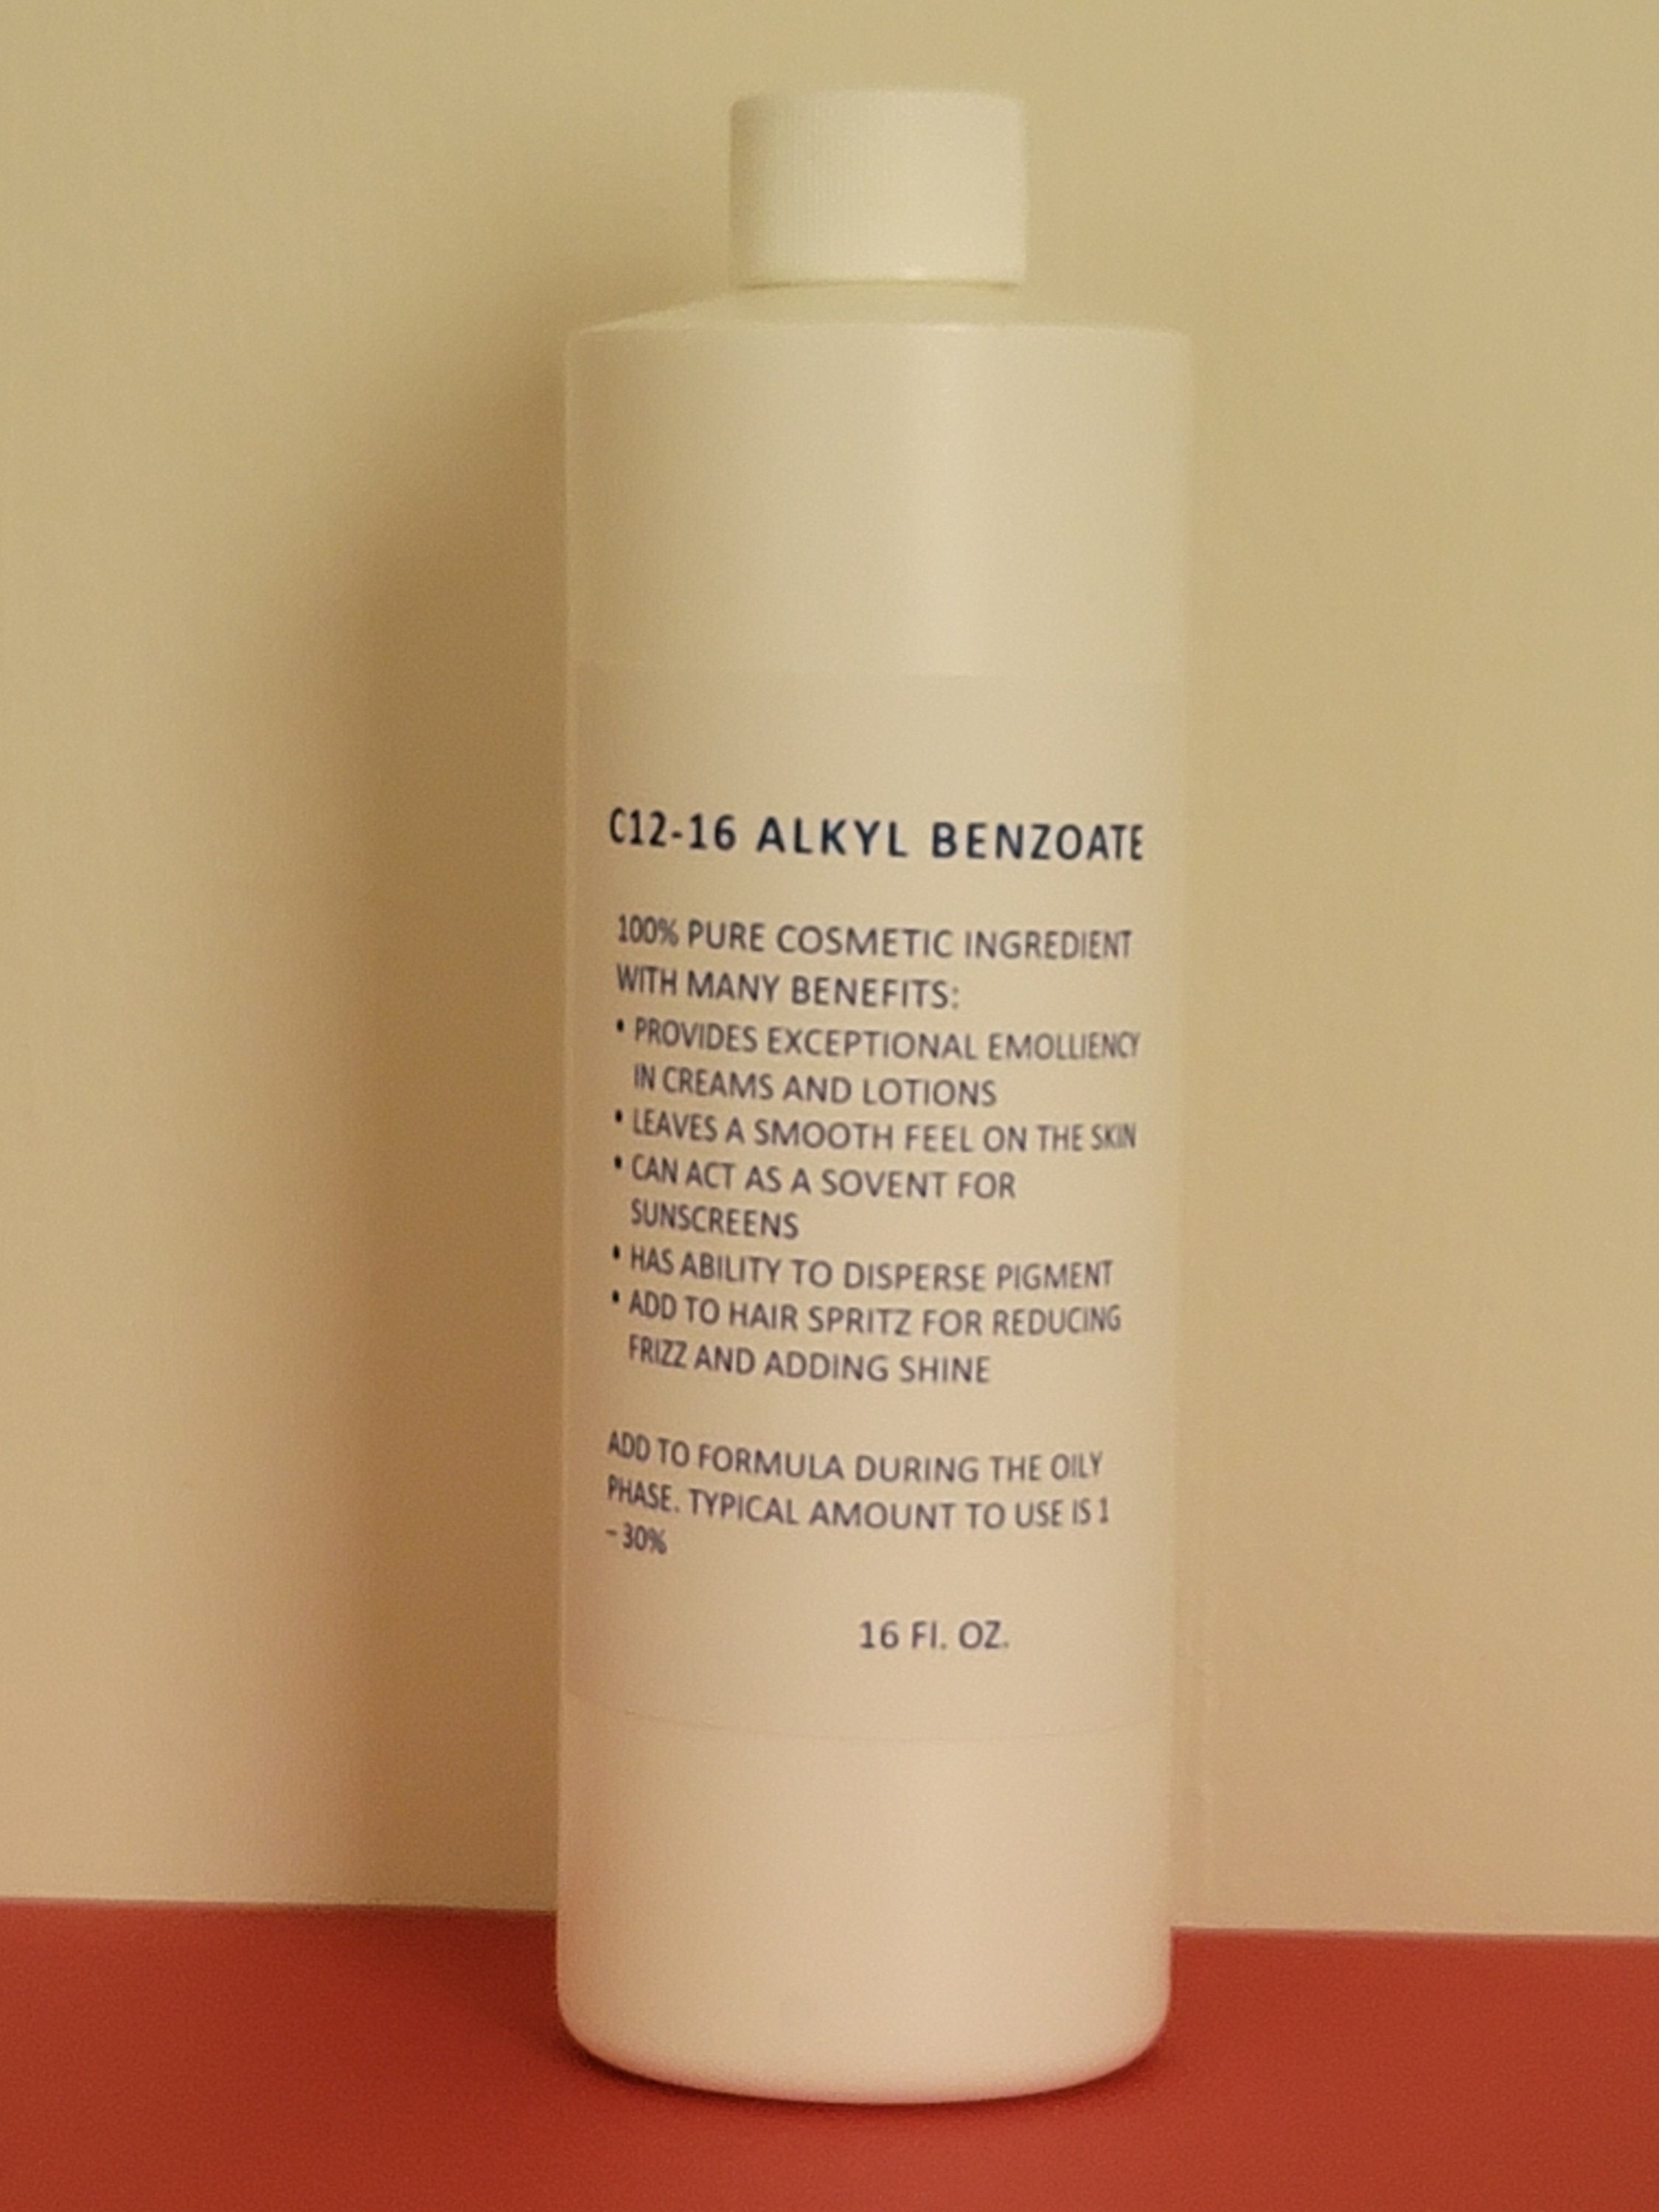 C12-16 ALKYL BENZOATE
100% PURE COSMETIC INGREDIENT
WITH MANY BENEFITS:
• PROVIDES EXCEPTIONAL EMOLLIENCY
IN CREAMS AND LOTIONS
• LEAVES A SMOOTH FEEL ON THE SKIN
• CAN ACT AS A SOVENT FOR
SUNSCREENS
• HAS ABILITY TO DISPERSE PIGMENT
• ADD TO HAIR SPRITZ FOR REDUCING
FRIZZ AND ADDING SHINE
ADD TO FORMULA DURING THE OILY
PHASE. TYPICAL AMOUNT TO USE IS 1
– 30%
16 Fl. OZ.